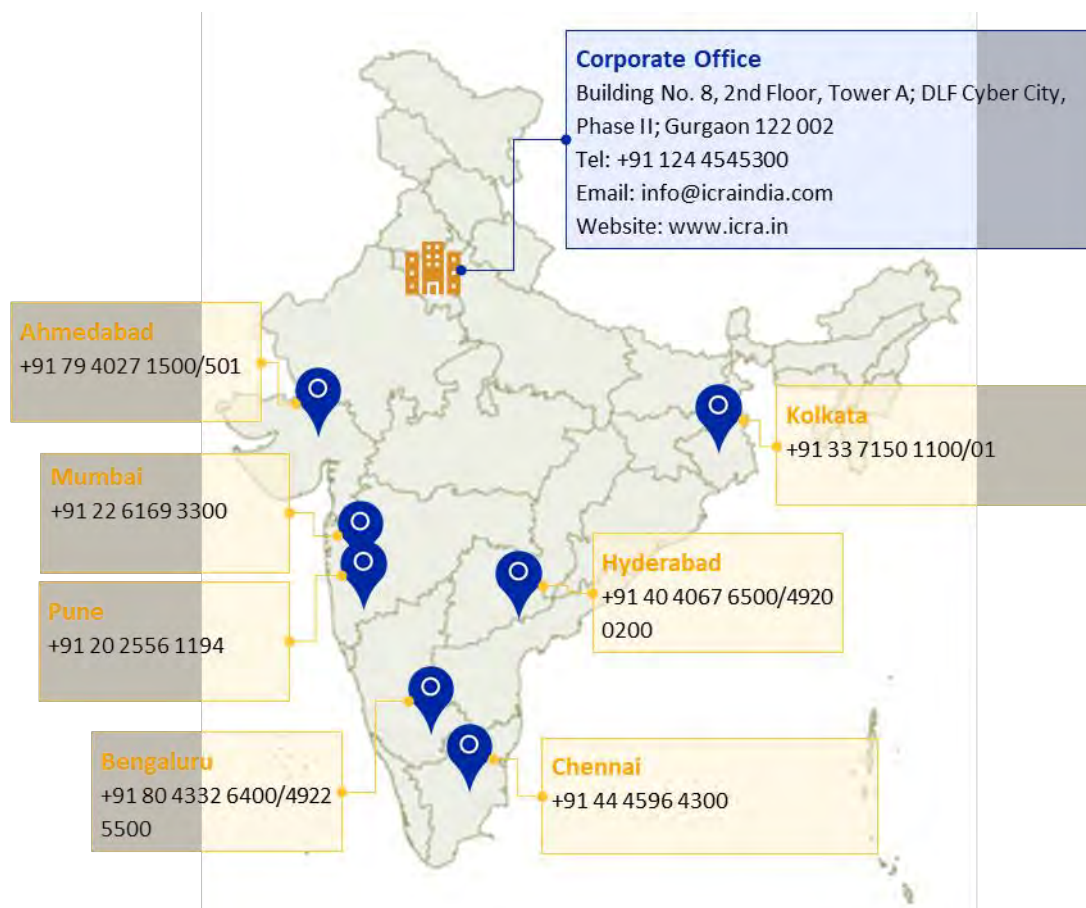 Corporate Office
Building No. 8, 2nd Floor, Tower A; DLF Cyber City,
Phase II; Gurgaon 122 002
Tel: +91 124 4545300
Email: info@icraindia.com
Website: www.icra.in
Ahmedabad
+91 79 4027 1500/501
Kolkata
+91 33 7150 1100/01
Mumbai
+91 22 6169 3300
Hyderabad
+91 40 4067 6500/4920
0200
Pune
+91 20 2556 1194
Bengaluru
+91 80 4332 6400/4922
5500
Chennai
+91 44 4596 4300